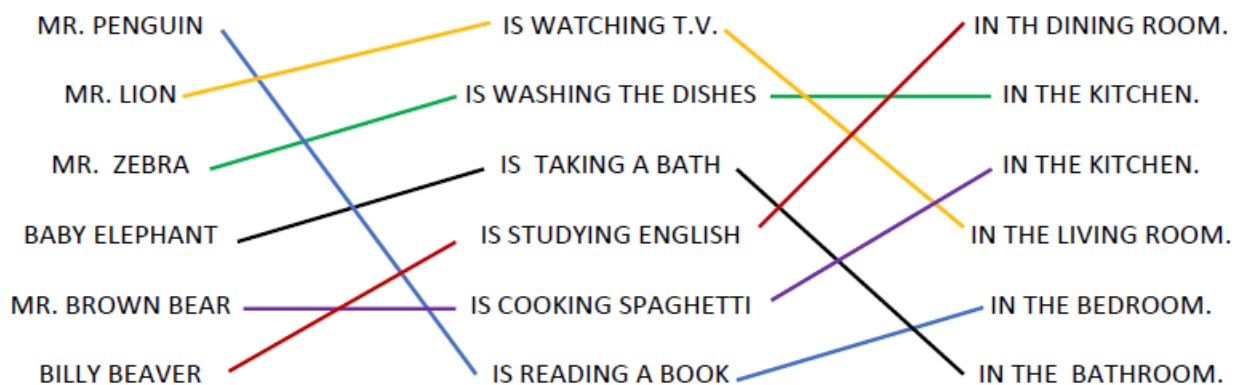 MR. PENGUIN IS WATCHING T.V. IN TH DINING ROOM.
MR. LION IS WASHING THE DISHES IN THE KITCHEN.
MR. ZEBRA IS TAKING A BATH IN THE KITCHEN.
BABY ELEPHANT IS STUDYING ENGLISH IN THE LIVING ROOM.
MR. BROWN BEAR IS COOKING SPAGHETTI IN THE BEDROOM.
BILLY BEAVER IS READING A BOOK IN THE BATHROOM.